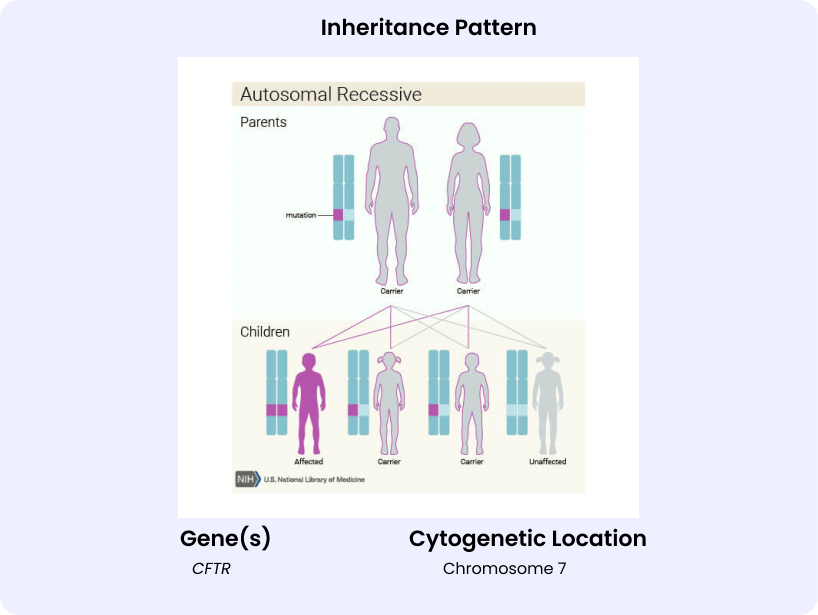 Inheritance Pattern
Autosomal Recessive
Parents
mutation
Carrier Carrier
Children
Affected Carrier Carrier Unaffected
NIH U.S. National Library of Medicine
Gene(s) Cytogenetic Location
CFTR Chromosome 7